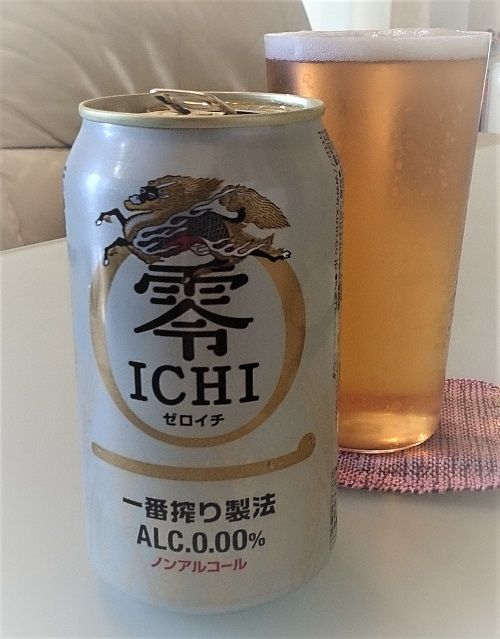 零
ICHI
ゼロイチ
一番搾り製法
ALC.0.00%
ノンアルコール